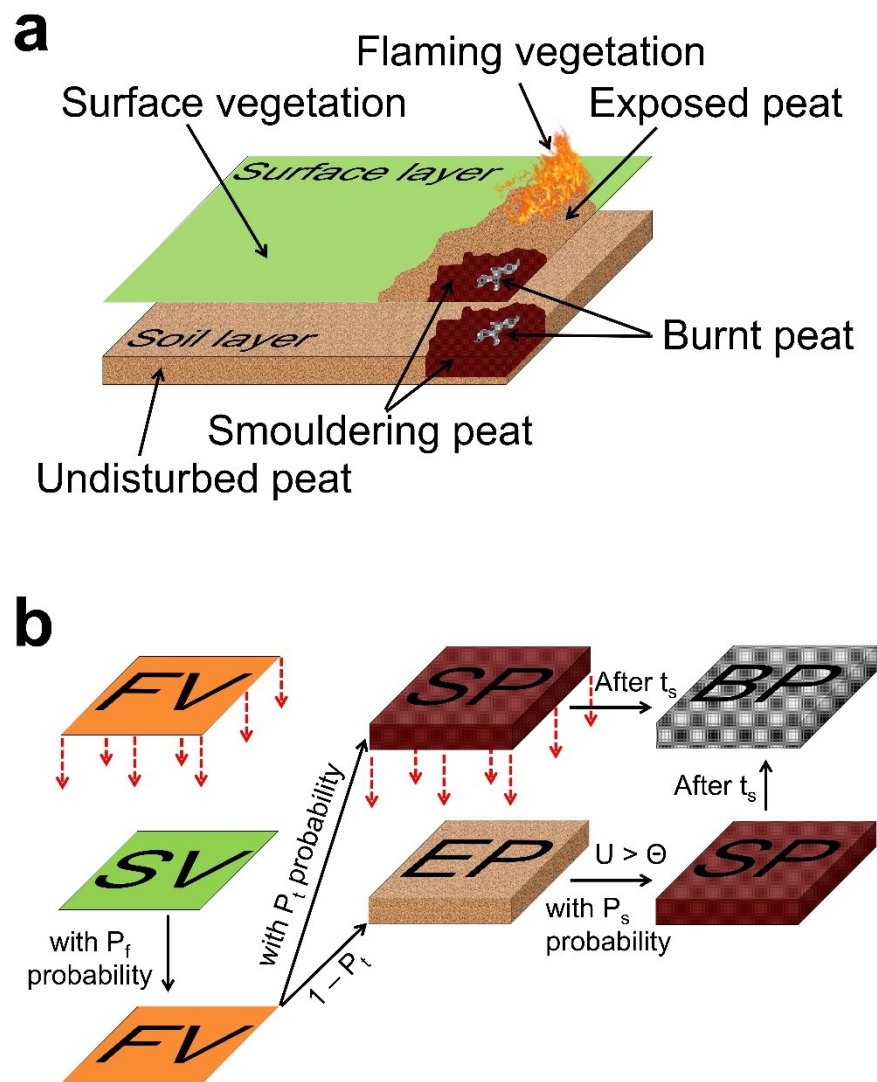 a
Flaming vegetation
Surface vegetation
Exposed peat
Surface layer
Soil layer
Burnt peat
Smouldering peat
Undisturbed peat
b
FV
SP
After tₛ
BP
After tₛ
SV
with Pₜ probability
EP
U > Θ
with Pₛ
probability
SP
with P_f
probability
1 – Pₜ
FV